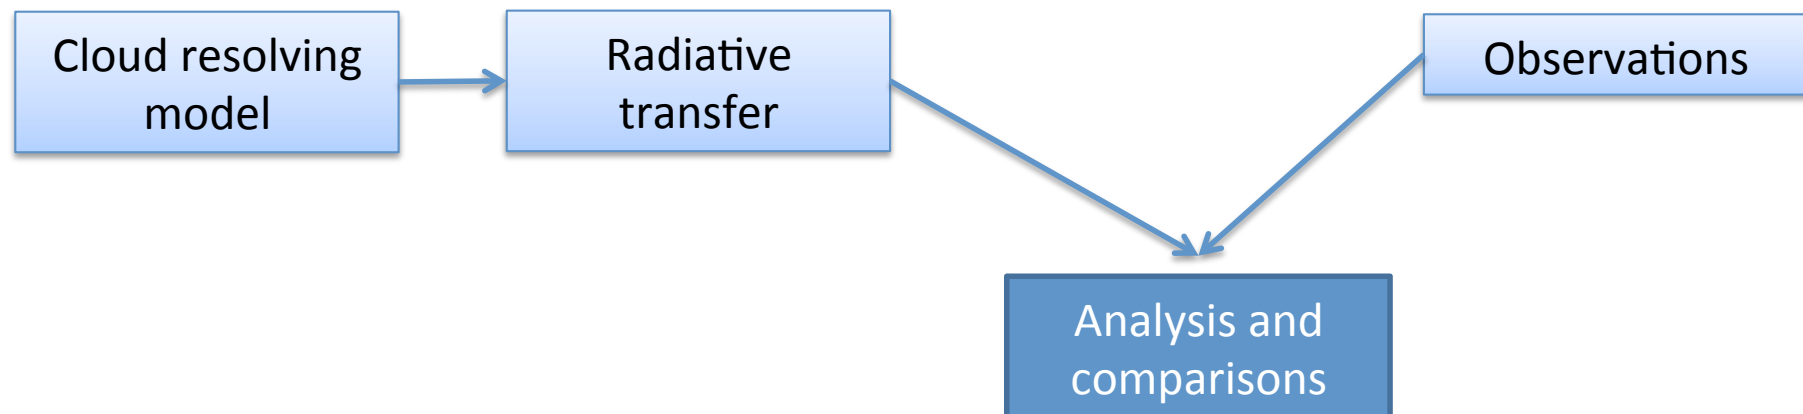 Cloud resolving
model
Radiative
transfer
Observations
Analysis and
comparisons